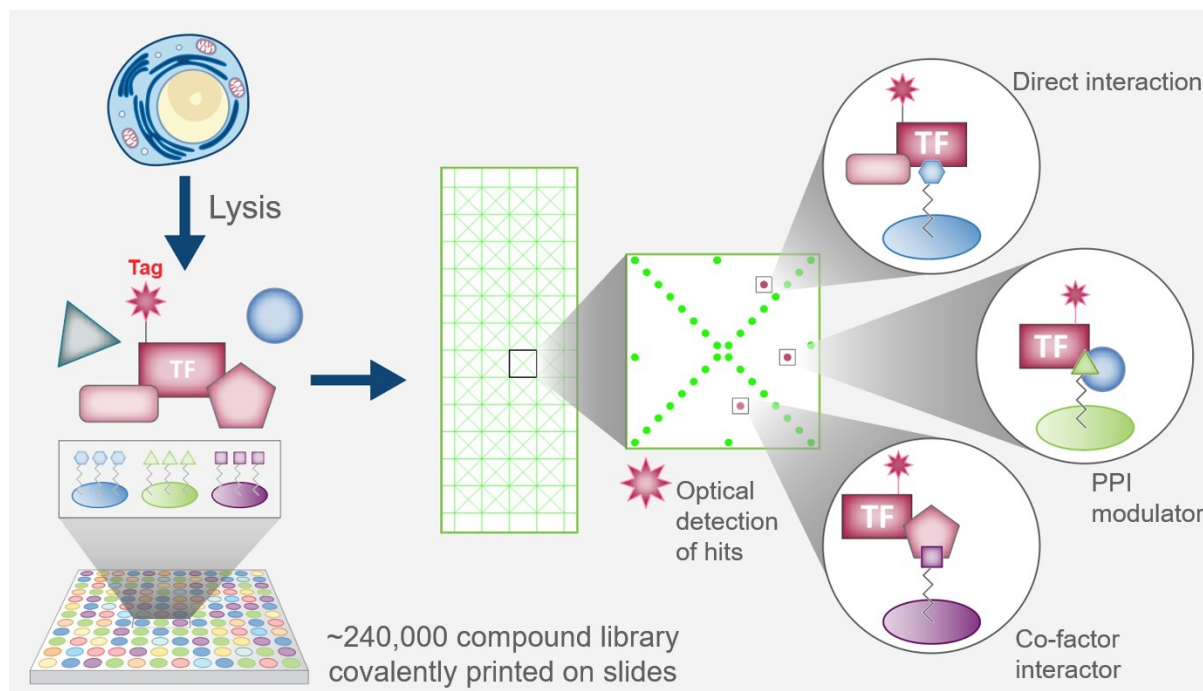 Lysis
Tag
TF
~240,000 compound library
covalently printed on slides
Optical
detection
of hits
Direct interaction
TF
PPI
modulator
TF
Co-factor
interactor
TF